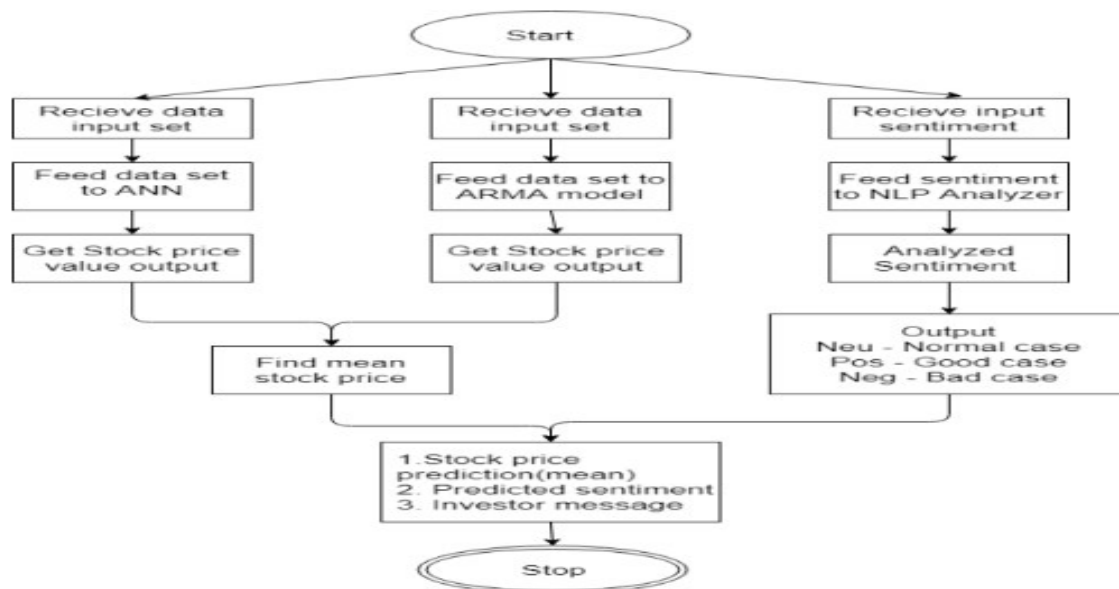 Start
Recieve data
input set
Recieve data
input set
Recieve input
sentiment
Feed data set
to ANN
Feed data set to
ARMA model
Feed sentiment
to NLP Analyzer
Get Stock price
value output
Get Stock price
value output
Analyzed
Sentiment
Output
Neu - Normal case
Pos - Good case
Neg - Bad case
Find mean
stock price
1.Stock price
prediction(mean)
2. Predicted sentiment
3. Investor message
Stop